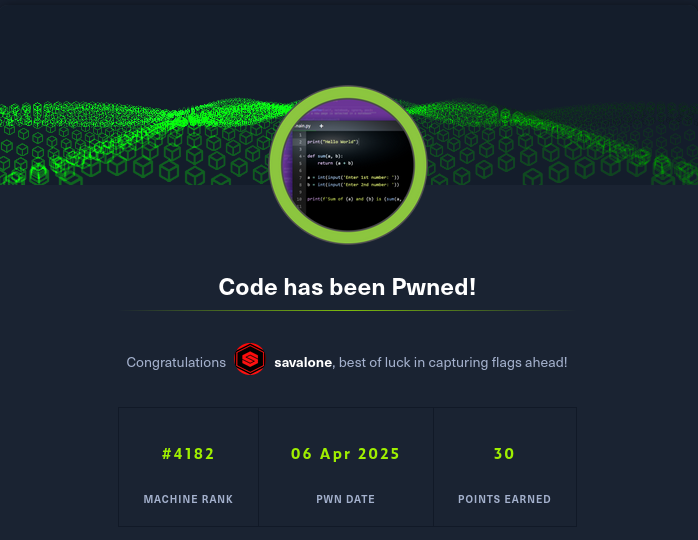 main.py +
1
2 print("Hello World")
3
4 def sum(a, b):
5 return (a + b)
6
7 a = int(input('Enter 1st number: '))
8 b = int(input('Enter 2nd number: '))
9
10 print(f'Sum of {a} and {b} is {sum(a,
11
Code has been Pwned!
Congratulations savalone, best of luck in capturing flags ahead!
#4182 06 Apr 2025 30
MACHINE RANK PWN DATE POINTS EARNED